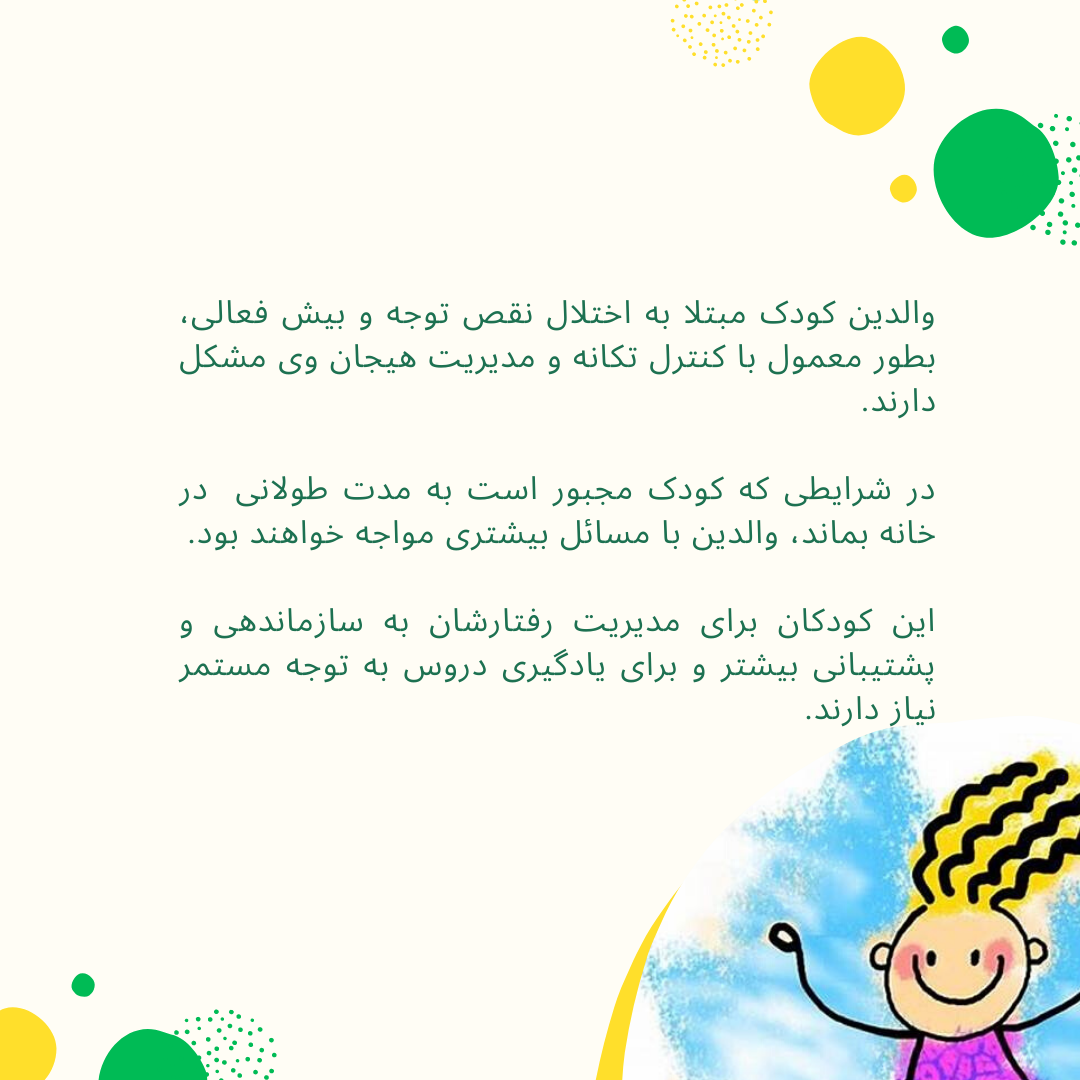 والدین کودک مبتلا به اختلال نقص توجه و بیش فعالی،
بطور معمول با کنترل تکانه و مدیریت هیجان وی مشکل
دارند.
در شرایطی که کودک مجبور است به مدت طولانی در
خانه بماند، والدین با مسائل بیشتری مواجه خواهند بود.
این کودکان برای مدیریت رفتارشان به سازماندهی و
پشتیبانی بیشتر و برای یادگیری دروس به توجه مستمر
نیاز دارند.